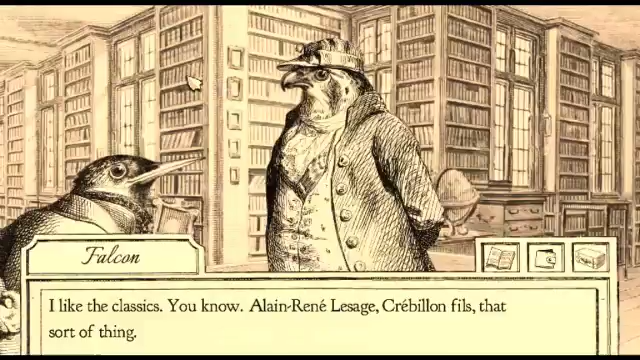 Falcon
I like the classics. You know. Alain-René Lesage, Crébillon fils, that
sort of thing.